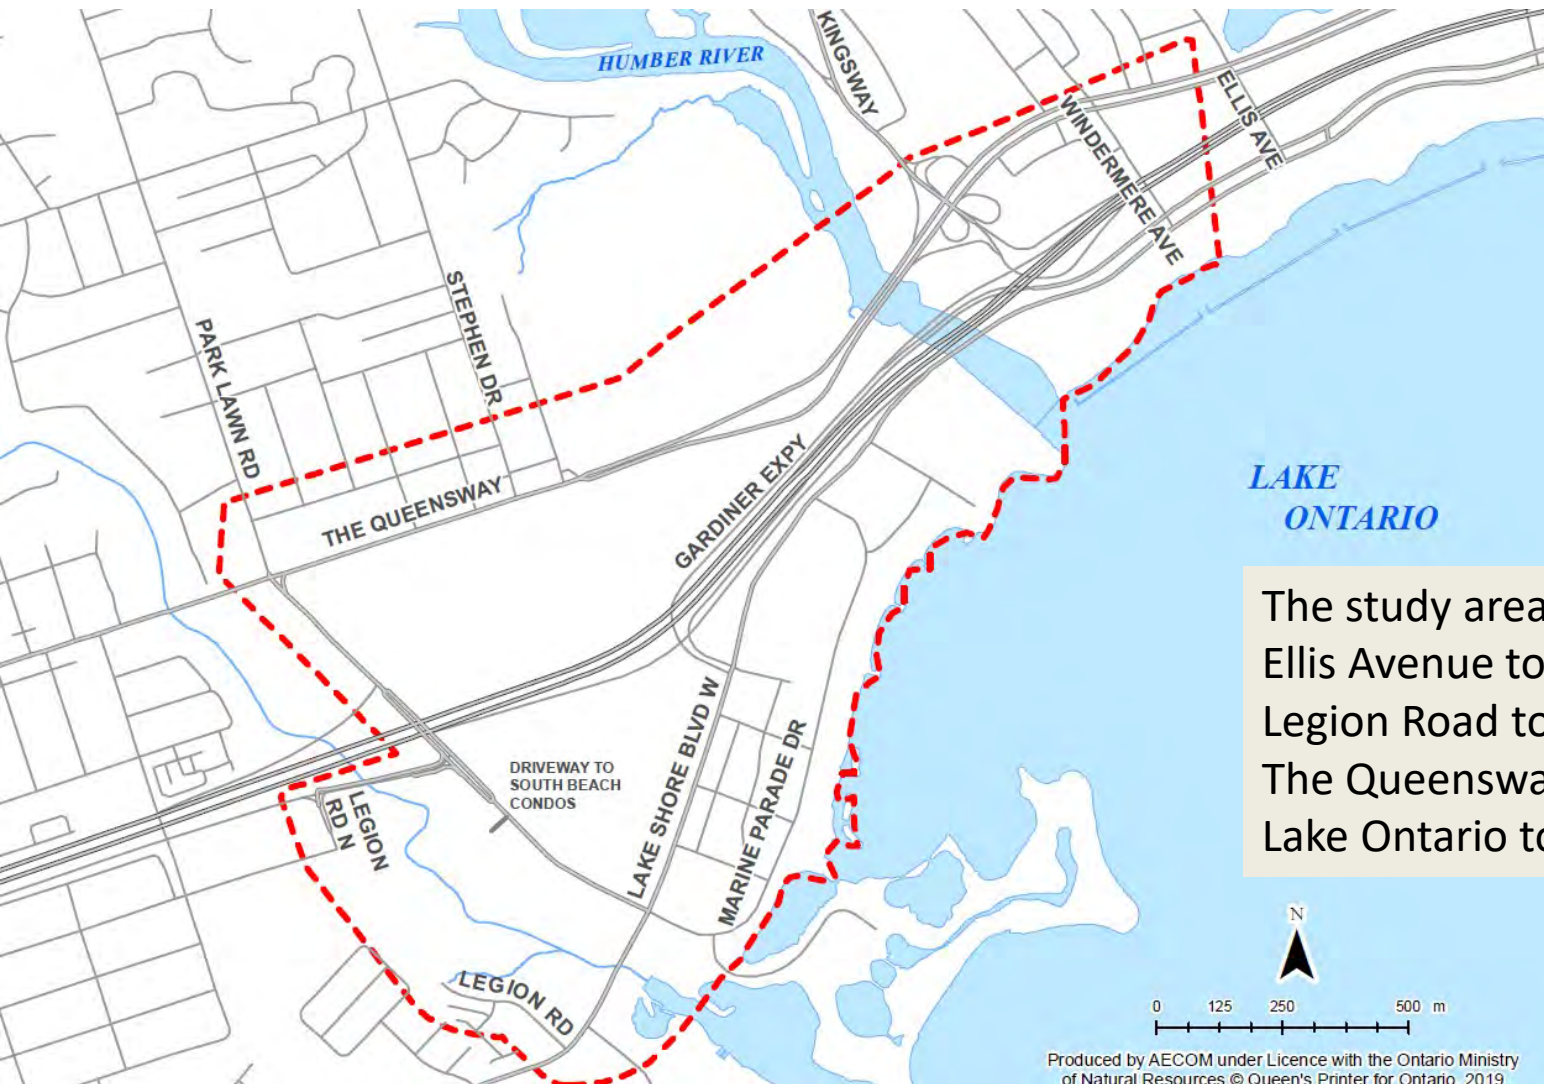 HUMBER RIVER
KINGSWAY
ELLIS AVE
WINDERMERE AVE
STEPHEN DR
PARK LAWN RD
THE QUEENSWAY
GARDINER EXPY
LAKE
ONTARIO
The study area
Ellis Avenue to
Legion Road to
The Queenswa
Lake Ontario to
DRIVEWAY TO
SOUTH BEACH
CONDOS
LEGION
RD N
LAKE SHORE BLVD W
MARINE PARADE DR
LEGION RD
N
0 125 250 500 m
Produced by AECOM under Licence with the Ontario Ministry
of Natural Resources © Queen's Printer for Ontario, 2019